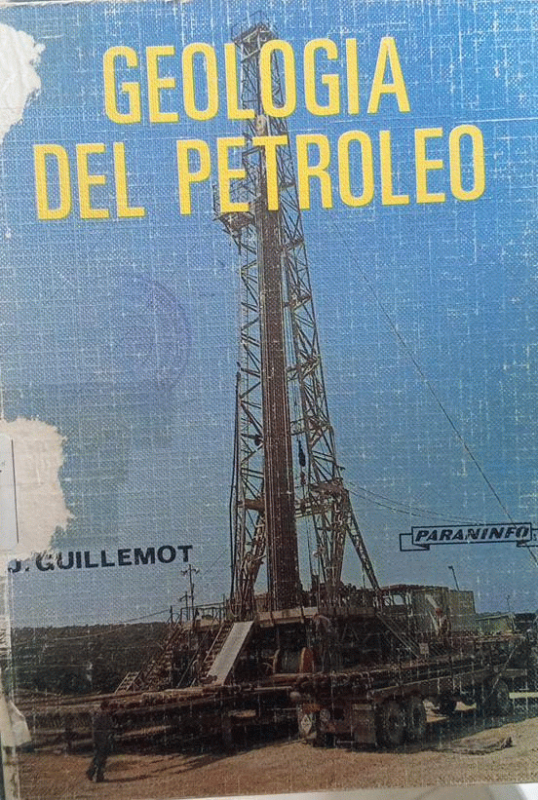 GEOLOGIA
DEL PETROLEO
J. GUILLEMOT
PARANINFO